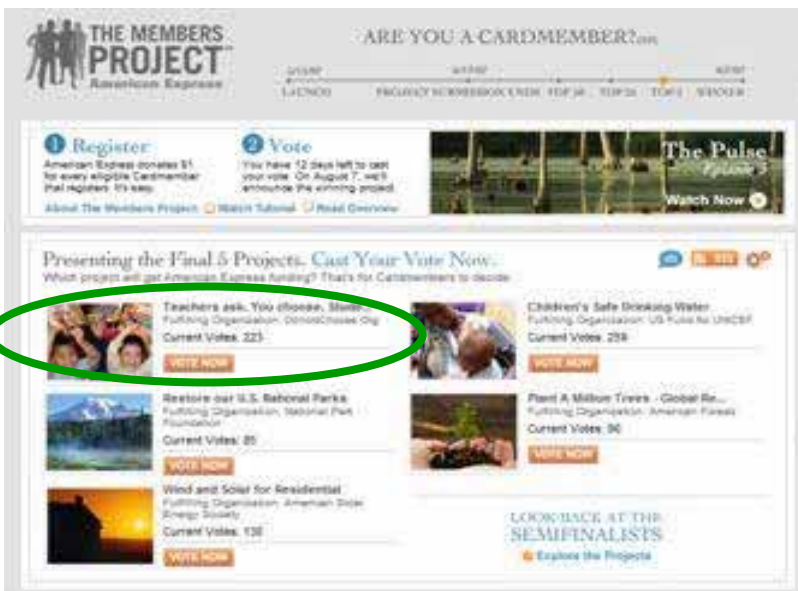 THE MEMBERS
PROJECT
American Express
ARE YOU A CARDMEMBER?
LAUNCH PROJECT SUBMISSION ENDS TOP 50 TOP 25 TOP 5 WINNER
1 Register
American Express donates $1
for every eligible Cardmember
that registers. It's easy.
2 Vote
You have 12 days left to cast
your vote. On August 7, we'll
announce the winning project.
About The Members Project Watch Tutorial Read Overview
The Pulse
Episode 3
Watch Now
Presenting the Final 5 Projects. Cast Your Vote Now.
Which project will get American Express funding? That's for Cardmembers to decide.
Teachers ask. You choose. Stude...
Fulfilling Organization: DonorsChoose.Org
Current Votes: 223
VOTE NOW
Children's Safe Drinking Water
Fulfilling Organization: US Fund for UNICEF
Current Votes: 259
VOTE NOW
Restore our U.S. National Parks
Fulfilling Organization: National Park
Foundation
Current Votes: 85
VOTE NOW
Plant A Million Trees - Global Re...
Fulfilling Organization: American Forests
Current Votes: 90
VOTE NOW
Wind and Solar for Residential
Fulfilling Organization: American Solar
Energy Society
Current Votes: 130
VOTE NOW
LOOK BACK AT THE
SEMIFINALISTS
Explore the Projects